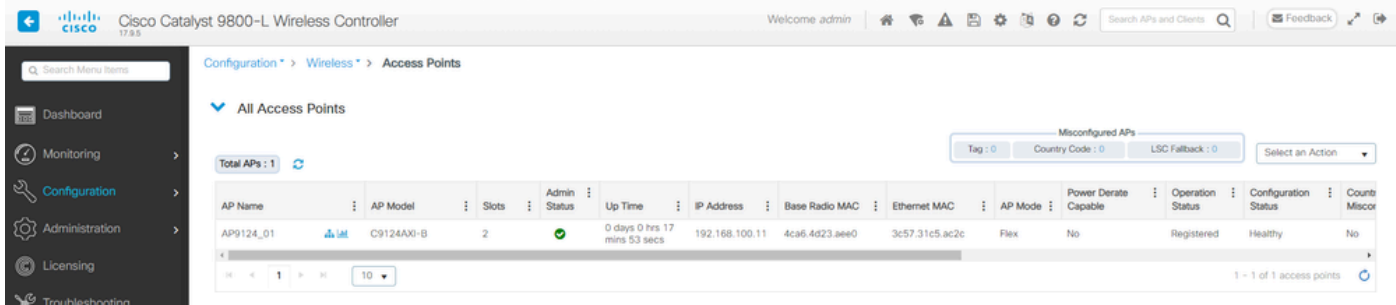 cisco
Cisco Catalyst 9800-L Wireless Controller
17.9.5
Welcome admin
Search APs and Clients
Feedback
Search Menu Items
Dashboard
Monitoring
Configuration
Administration
Licensing
Troubleshooting
Configuration > Wireless > Access Points
All Access Points
Misconfigured APs
Tag : 0 Country Code : 0 LSC Fallback : 0
Select an Action
Total APs : 1
AP Name AP Model Slots Admin Status Up Time IP Address Base Radio MAC Ethernet MAC AP Mode Power Derate Capable Operation Status Configuration Status
AP9124_01 C9124AXI-B 2 0 days 0 hrs 17 mins 53 secs 192.168.100.11 4ca6.4d23.aee0 3c57.31c5.ac2c Flex No Registered Healthy No
1 10 1 - 1 of 1 access points